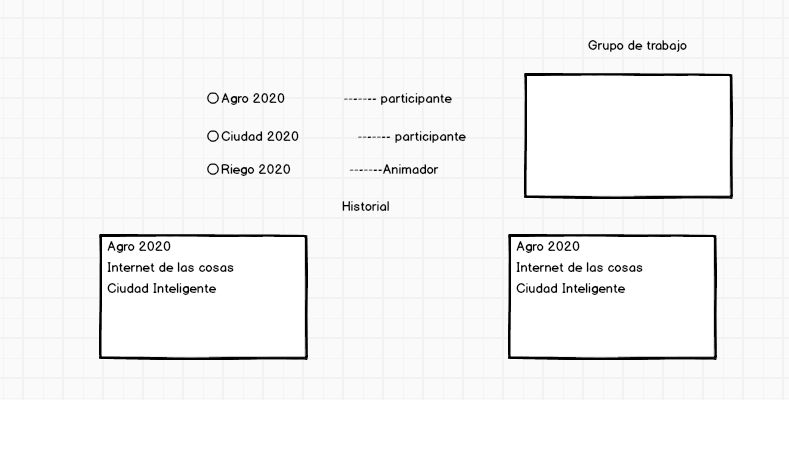 Grupo de trabajo
Agro 2020 ------- participante
Ciudad 2020 ------- participante
Riego 2020 -------Animador
Historial
Agro 2020
Internet de las cosas
Ciudad Inteligente
Agro 2020
Internet de las cosas
Ciudad Inteligente